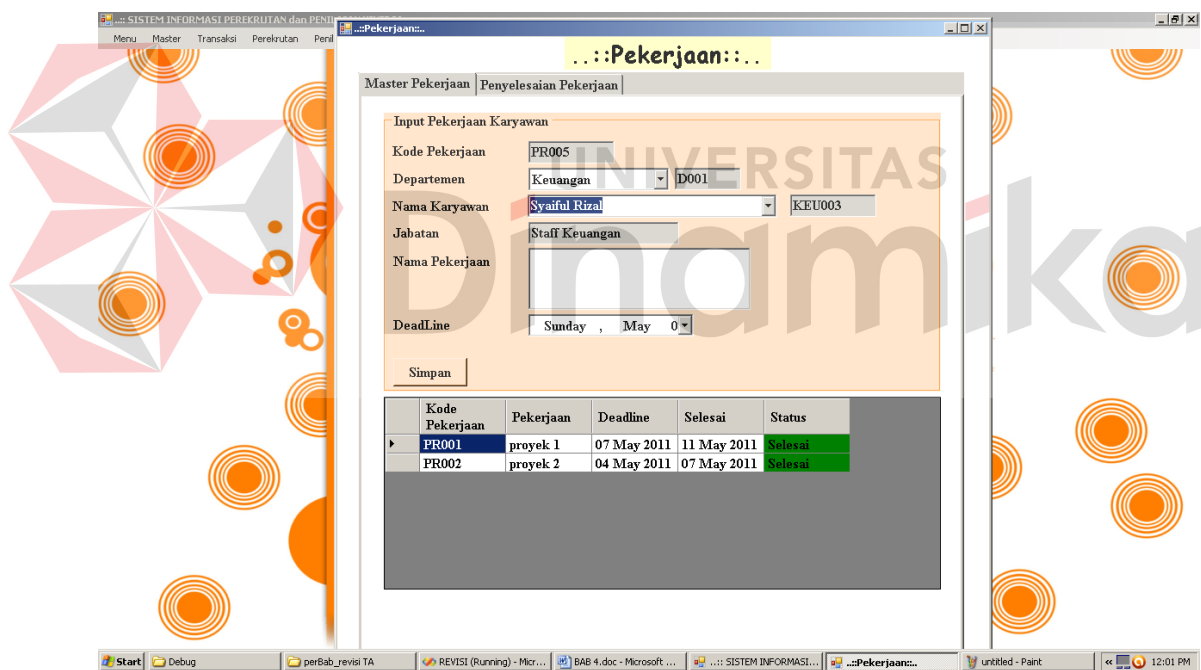 ..:: SISTEM INFORMASI PEREKRUTAN dan
..::Pekerjaan::..
Menu Master Transaksi Perekrutan
..::Pekerjaan::..
Master Pekerjaan Penyelesaian Pekerjaan
Input Pekerjaan Karyawan
Kode Pekerjaan PR005
UNIVERSITAS
Departemen Keuangan D001
Nama Karyawan Syaiful Rizal KEU003
Jabatan Staff Keuangan
Dinamika
Nama Pekerjaan
DeadLine Sunday , May 0
Simpan
Kode Pekerjaan Pekerjaan Deadline Selesai Status
PR001 proyek 1 07 May 2011 11 May 2011 Selesai
PR002 proyek 2 04 May 2011 07 May 2011 Selesai
Start Debug perBab_revisi TA REVISI (Running) - Micr... BAB 4.doc - Microsoft ... ..:: SISTEM INFORMASI... ..::Pekerjaan::.. untitled - Paint 12:01 PM